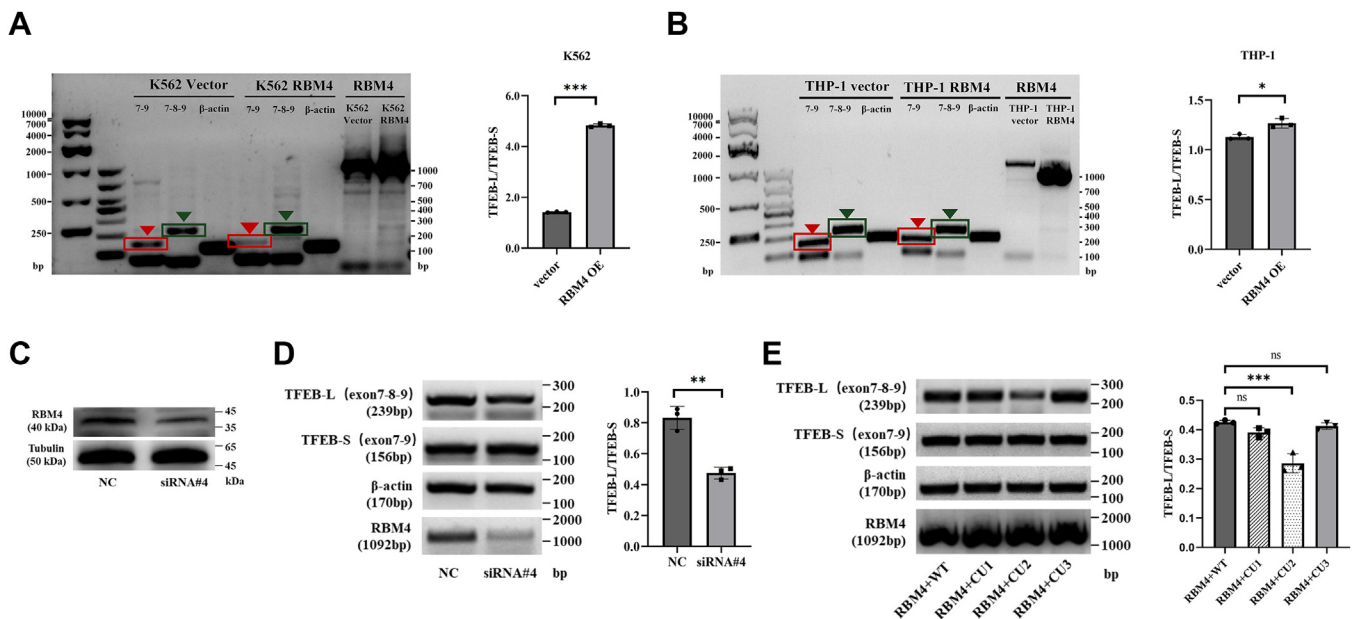 A
K562 Vector
K562 RBM4
RBM4
7-9
7-8-9
β-actin
7-9
7-8-9
β-actin
K562
Vector
K562
RBM4
10000
7000
4000
2000
1000
500
250
bp
1000
700
500
400
300
200
100
bp
K562
***
TFEB-L/TFEB-S
6.0
4.0
2.0
0.0
vector
RBM4 OE
B
THP-1 vector
THP-1 RBM4
RBM4
7-9
7-8-9
β-actin
7-9
7-8-9
β-actin
THP-1
vector
THP-1
RBM4
10000
7000
4000
2000
1000
500
250
bp
1000
700
500
400
300
200
100
bp
THP-1
*
TFEB-L/TFEB-S
1.5
1.0
0.5
0.0
vector
RBM4 OE
C
RBM4
(40 kDa)
Tubulin
(50 kDa)
45
35
65
45
kDa
NC
siRNA#4
D
TFEB-L (exon7-8-9)
(239bp)
TFEB-S (exon7-9)
(156bp)
β-actin
(170bp)
RBM4
(1092bp)
300
200
200
100
200
100
2000
1000
bp
NC
siRNA#4
**
TFEB-L/TFEB-S
1.0
0.8
0.6
0.4
0.2
0.0
NC
siRNA#4
E
TFEB-L (exon7-8-9)
(239bp)
TFEB-S (exon7-9)
(156bp)
β-actin
(170bp)
RBM4
(1092bp)
300
200
200
100
200
100
2000
1000
bp
RBM4+WT
RBM4+CU1
RBM4+CU2
RBM4+CU3
ns
***
ns
TFEB-L/TFEB-S
0.5
0.4
0.3
0.2
0.1
0.0
RBM4+WT
RBM4+CU1
RBM4+CU2
RBM4+CU3